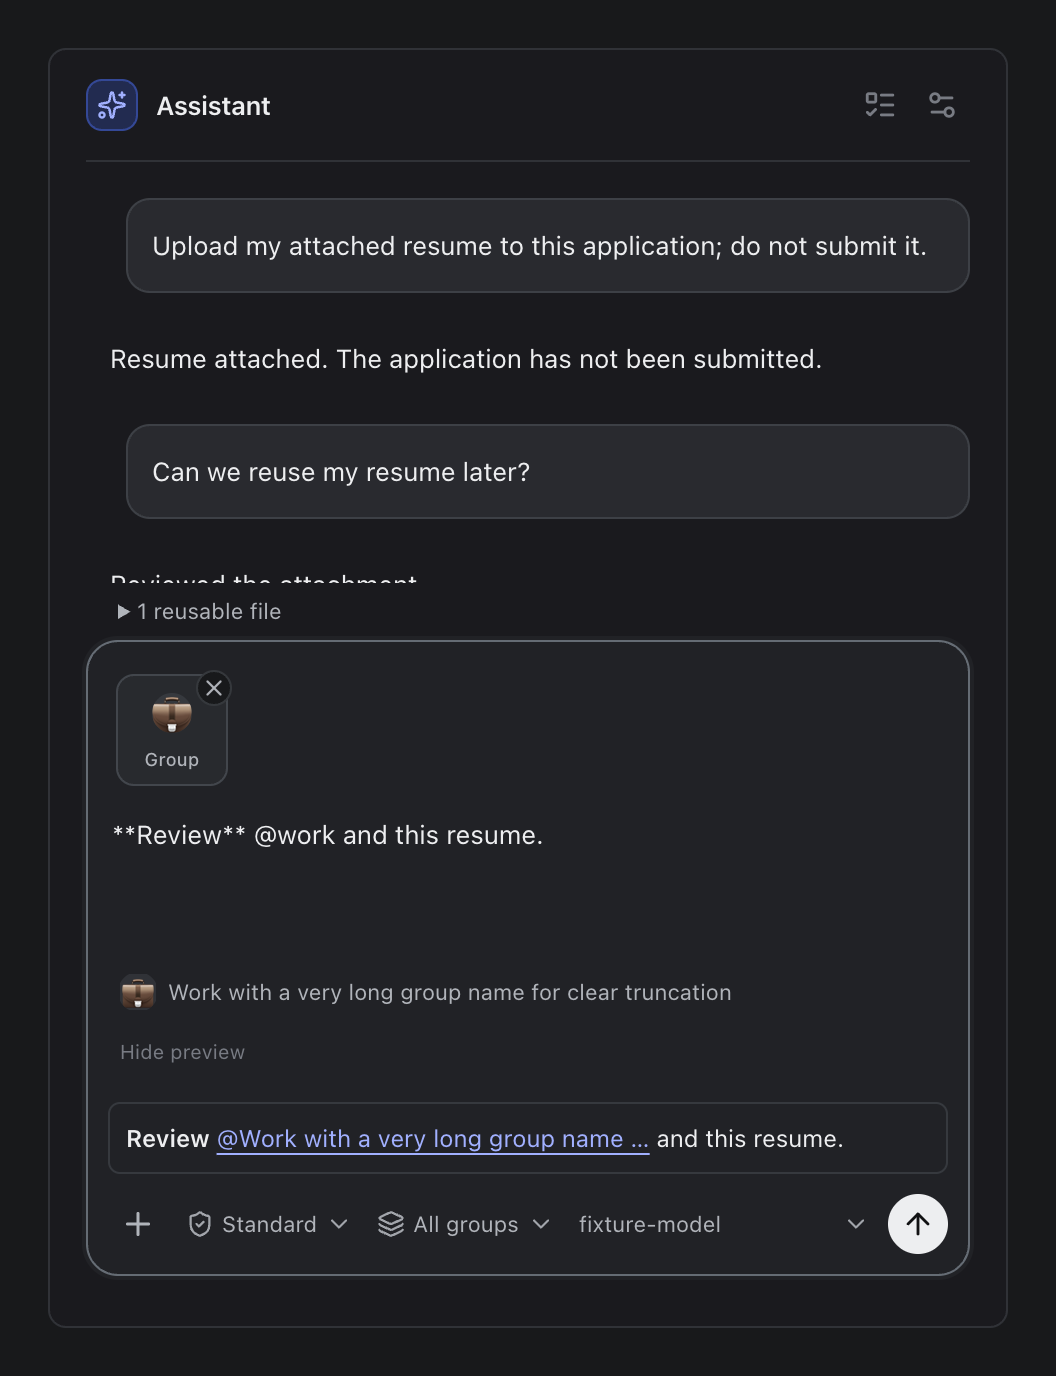 Assistant
Upload my attached resume to this application; do not submit it.
Resume attached. The application has not been submitted.
Can we reuse my resume later?
Reviewed the attachment
1 reusable file
Group
**Review** @work and this resume.
Work with a very long group name for clear truncation
Hide preview
Review @Work with a very long group name ... and this resume.
Standard
All groups
fixture-model